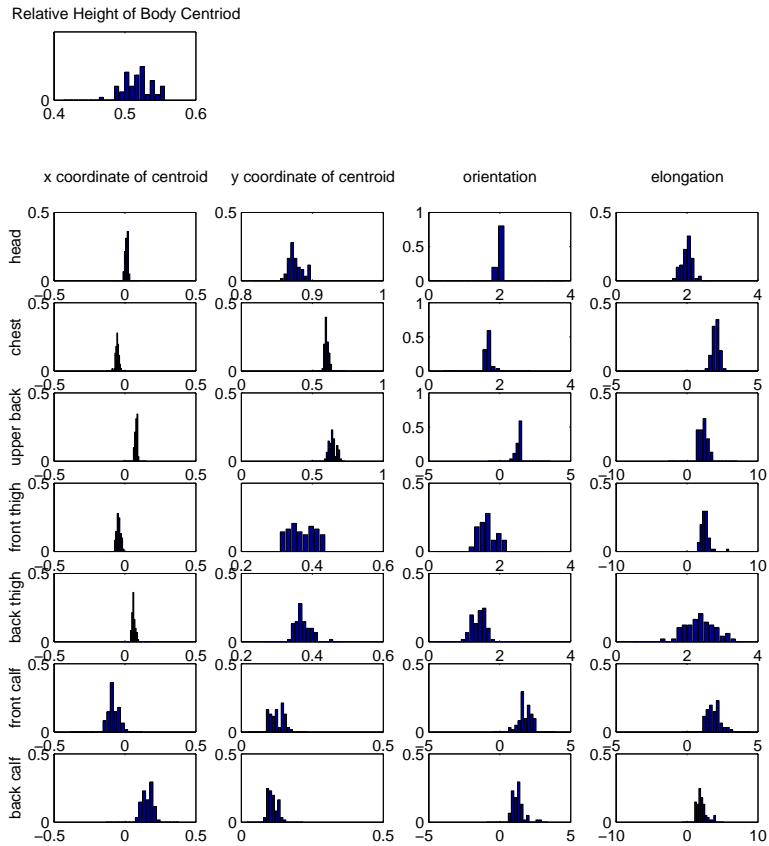 Relative Height of Body Centriod
0
0.4 0.5 0.6
x coordinate of centroid y coordinate of centroid orientation elongation
0.5 0.5 1 0.5
head 0.5
0 0 0 0
−0.5 0 0.5 0.8 0.9 1 0 2 4 0 2 4
0.5 0.5 1 0.5
chest 0.5
0 0 0 0
−0.5 0 0.5 0 0.5 1 0 2 4 −5 0 5
0.5 0.5 1 0.5
upper back 0.5
0 0 0 0
−0.5 0 0.5 0 0.5 1 −5 0 5 −10 0 10
0.5 0.5 0.5 0.5
front thigh
0 0 0 0
−0.5 0 0.5 0.2 0.4 0.6 0 2 4 −10 0 10
0.5 0.5 0.5 0.5
back thigh
0 0 0 0
−0.5 0 0.5 0.2 0.4 0.6 0 2 4 0 2 4
0.5 0.5 0.5 0.5
front calf
0 0 0 0
−0.5 0 0.5 0 0.5 −5 0 5 −5 0 5
0.5 0.5 0.5 0.5
back calf
0 0 0 0
−0.5 0 0.5 0 0.5 −5 0 5 −10 0 10